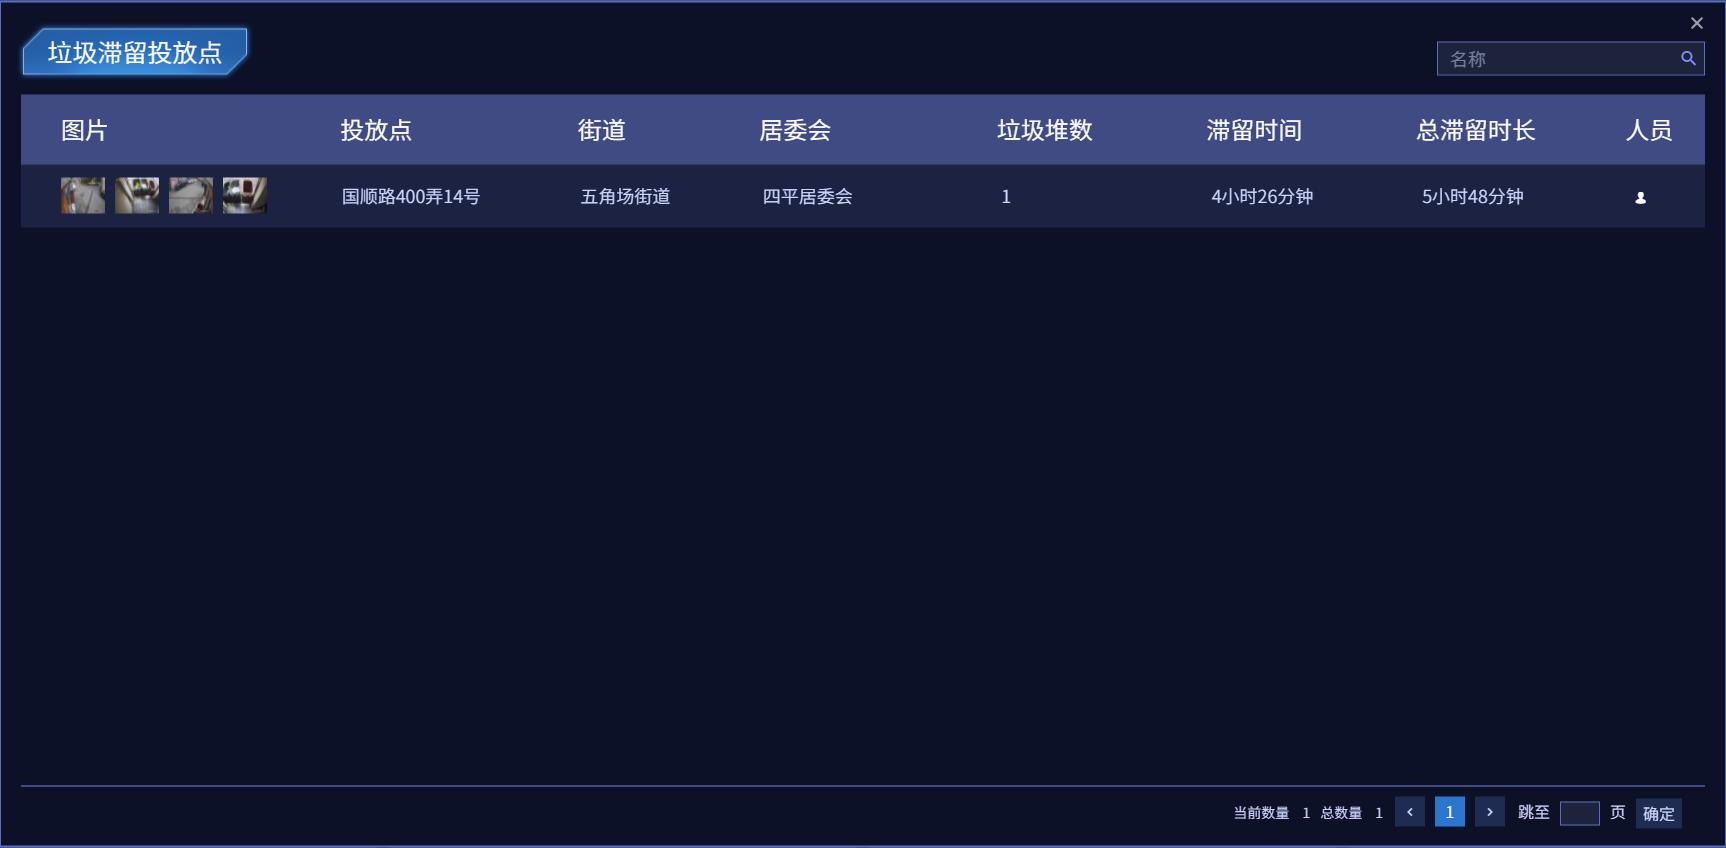 垃圾滞留投放点
名称
图片 投放点 街道 居委会 垃圾堆数 滞留时间 总滞留时长 人员
国顺路400弄14号 五角场街道 四平居委会 1 4小时26分钟 5小时48分钟
当前数量 1 总数量 1 1 跳至 页 确定